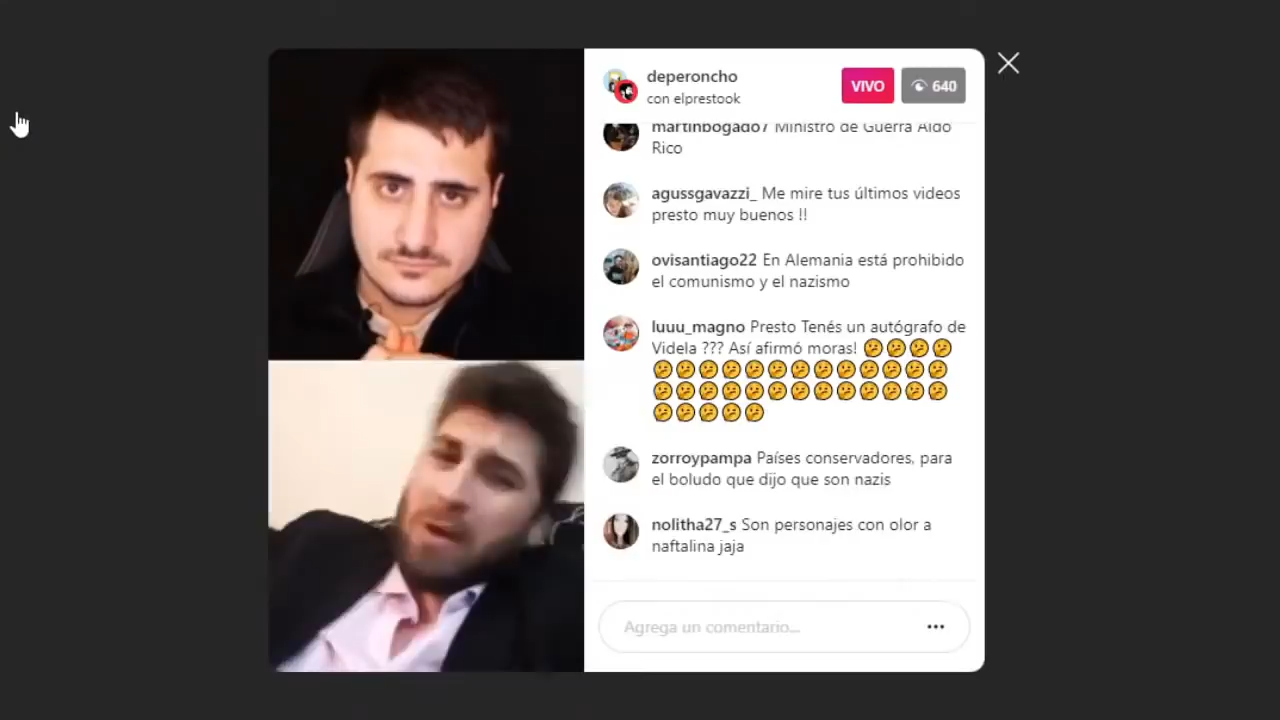 deperoncho
con elprestook
VIVO
640
martinbogado7 Ministro de Guerra Aldo
Rico
agussgavazzi_ Me mire tus últimos videos
presto muy buenos !!
ovisantiago22 En Alemania está prohibido
el comunismo y el nazismo
luuu_magno Presto Tenés un autógrafo de
Videla ??? Así afirmó moras! 🤔🤔🤔🤔
🤔🤔🤔🤔🤔🤔🤔🤔🤔🤔🤔🤔🤔
🤔🤔🤔🤔🤔🤔🤔🤔🤔🤔🤔🤔🤔
🤔🤔🤔🤔🤔
zorroypampa Países conservadores, para
el boludo que dijo que son nazis
nolitha27_s Son personajes con olor a
naftalina jaja
Agrega un comentario...